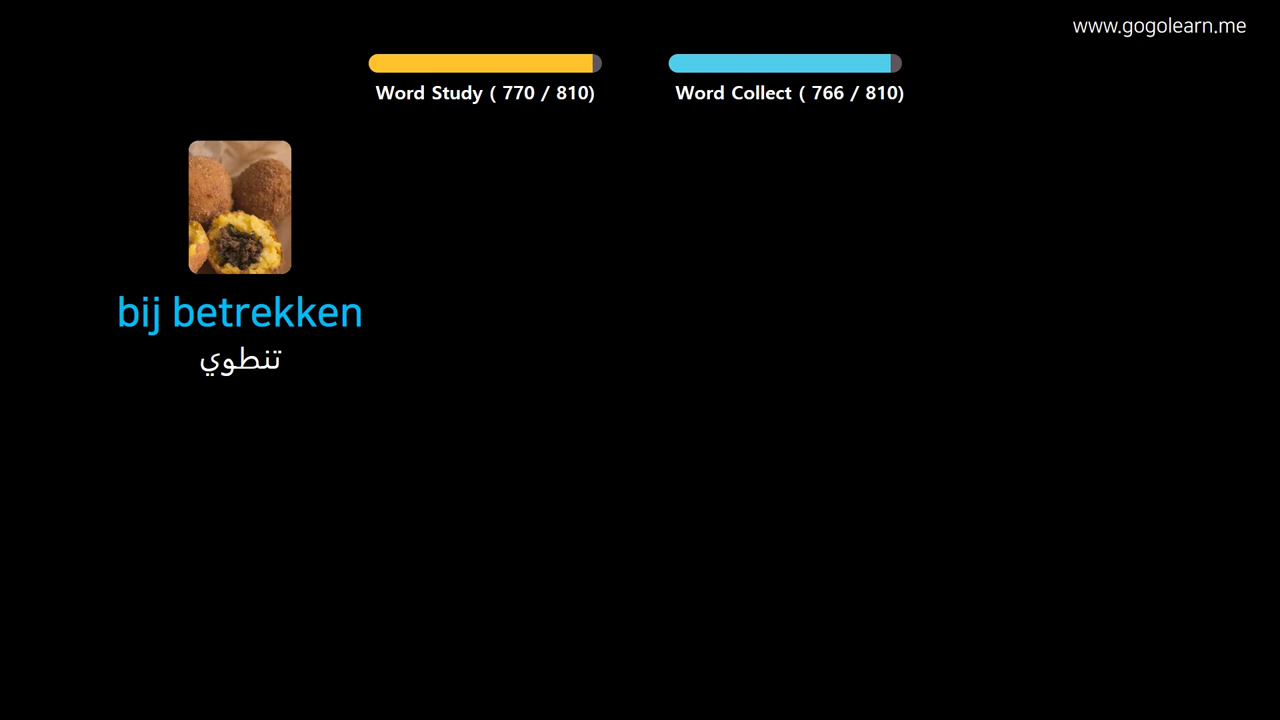 www.gogolearn.me
Word Study ( 770 / 810)
Word Collect ( 766 / 810)
bij betrekken
تنطوي